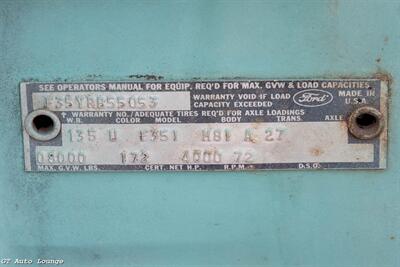 SEE OPERATORS MANUAL FOR EQUIP. REQ'D FOR MAX. GVW & LOAD CAPACITIES
F35YRB55053
WARRANTY VOID IF LOAD CAPACITY EXCEEDED
Ford
MADE IN U.S.A.
WARRANTY NO./ADEQUATE TIRES REQ'D FOR AXLE LOADINGS
W.B. COLOR MODEL BODY TRANS. AXLE
135 U F351 H81 A 27
08000 172 4000 72
MAX. G.V.W. LBS. CERT. NET H.P. R.P.M. D.S.O.
GT Auto Lounge